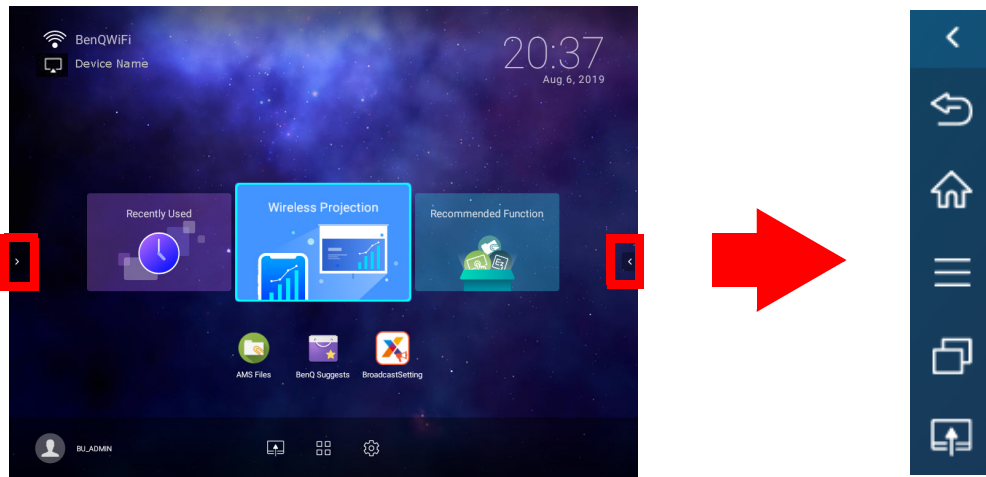 BenQWiFi
Device Name
20:37
Aug 6, 2019
Recently Used
Wireless Projection
Recommended Function
AMS Files
BenQ Suggests
BroadcastSetting
BU_ADMIN